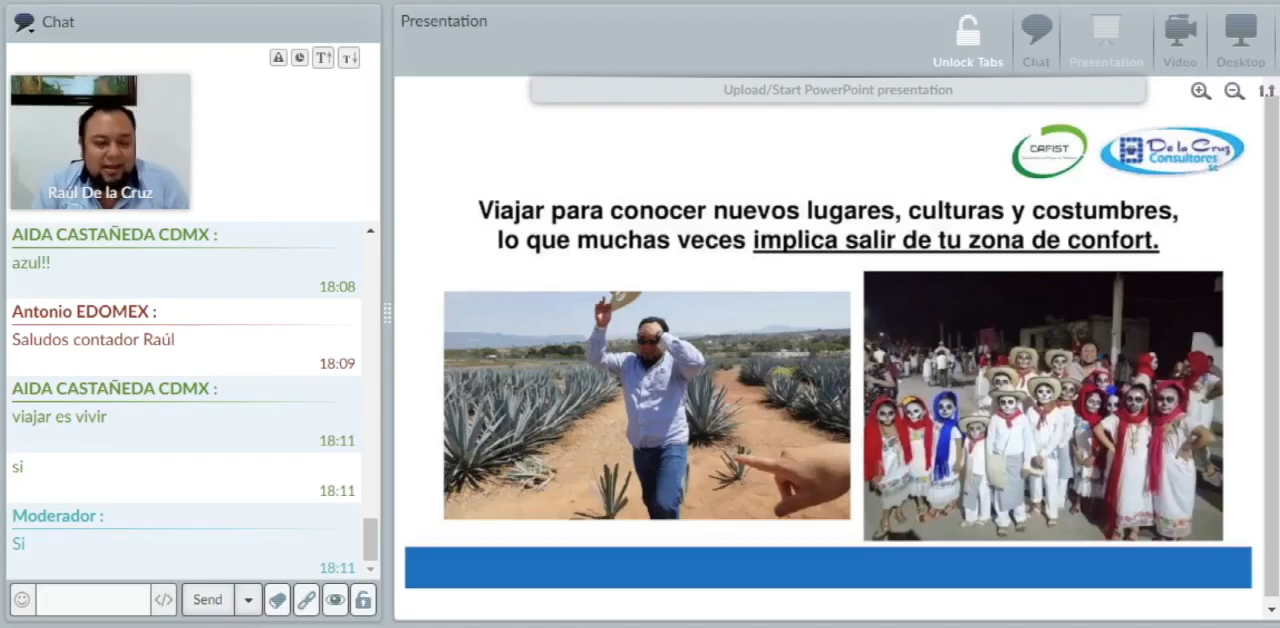 Chat
Raúl De la Cruz
AIDA CASTAÑEDA CDMX :
azul!!
18:08
Antonio EDOMEX :
Saludos contador Raúl
18:09
AIDA CASTAÑEDA CDMX :
viajar es vivir
18:11
si
18:11
Moderador :
Si
18:11
Send
Presentation
Unlock Tabs
Chat
Presentation
Video
Desktop
Upload/Start PowerPoint presentation
1:1
CAFIST
De la Cruz
Consultores
Viajar para conocer nuevos lugares, culturas y costumbres,
lo que muchas veces implica salir de tu zona de confort.